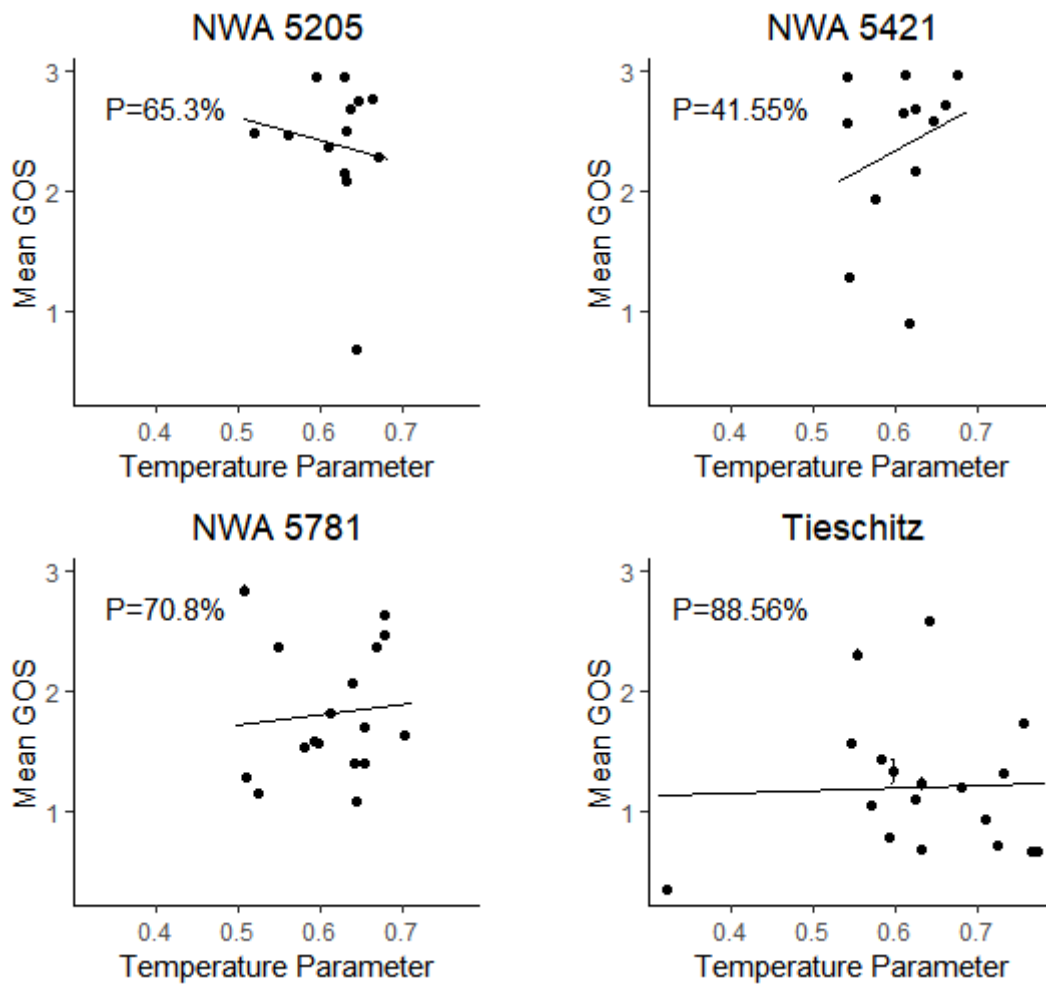 NWA 5205
P=65.3%
Mean GOS
3
2
1
0.4 0.5 0.6 0.7
Temperature Parameter
NWA 5421
P=41.55%
Mean GOS
3
2
1
0.4 0.5 0.6 0.7
Temperature Parameter
NWA 5781
P=70.8%
Mean GOS
3
2
1
0.4 0.5 0.6 0.7
Temperature Parameter
Tieschitz
P=88.56%
Mean GOS
3
2
1
0.4 0.5 0.6 0.7
Temperature Parameter